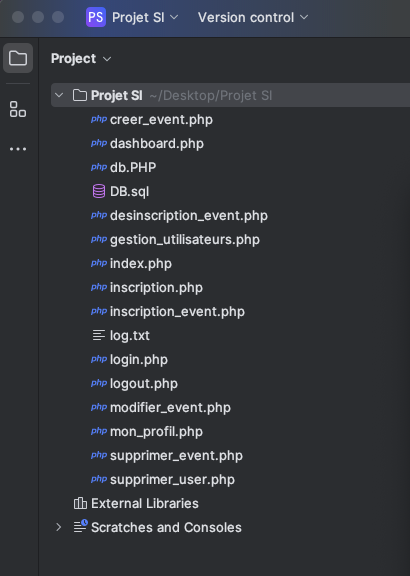 PS Projet SI Version control
Project
Projet SI ~/Desktop/Projet SI
php creer_event.php
php dashboard.php
php db.PHP
DB.sql
php desinscription_event.php
php gestion_utilisateurs.php
php index.php
php inscription.php
php inscription_event.php
log.txt
php login.php
php logout.php
php modifier_event.php
php mon_profil.php
php supprimer_event.php
php supprimer_user.php
External Libraries
Scratches and Consoles